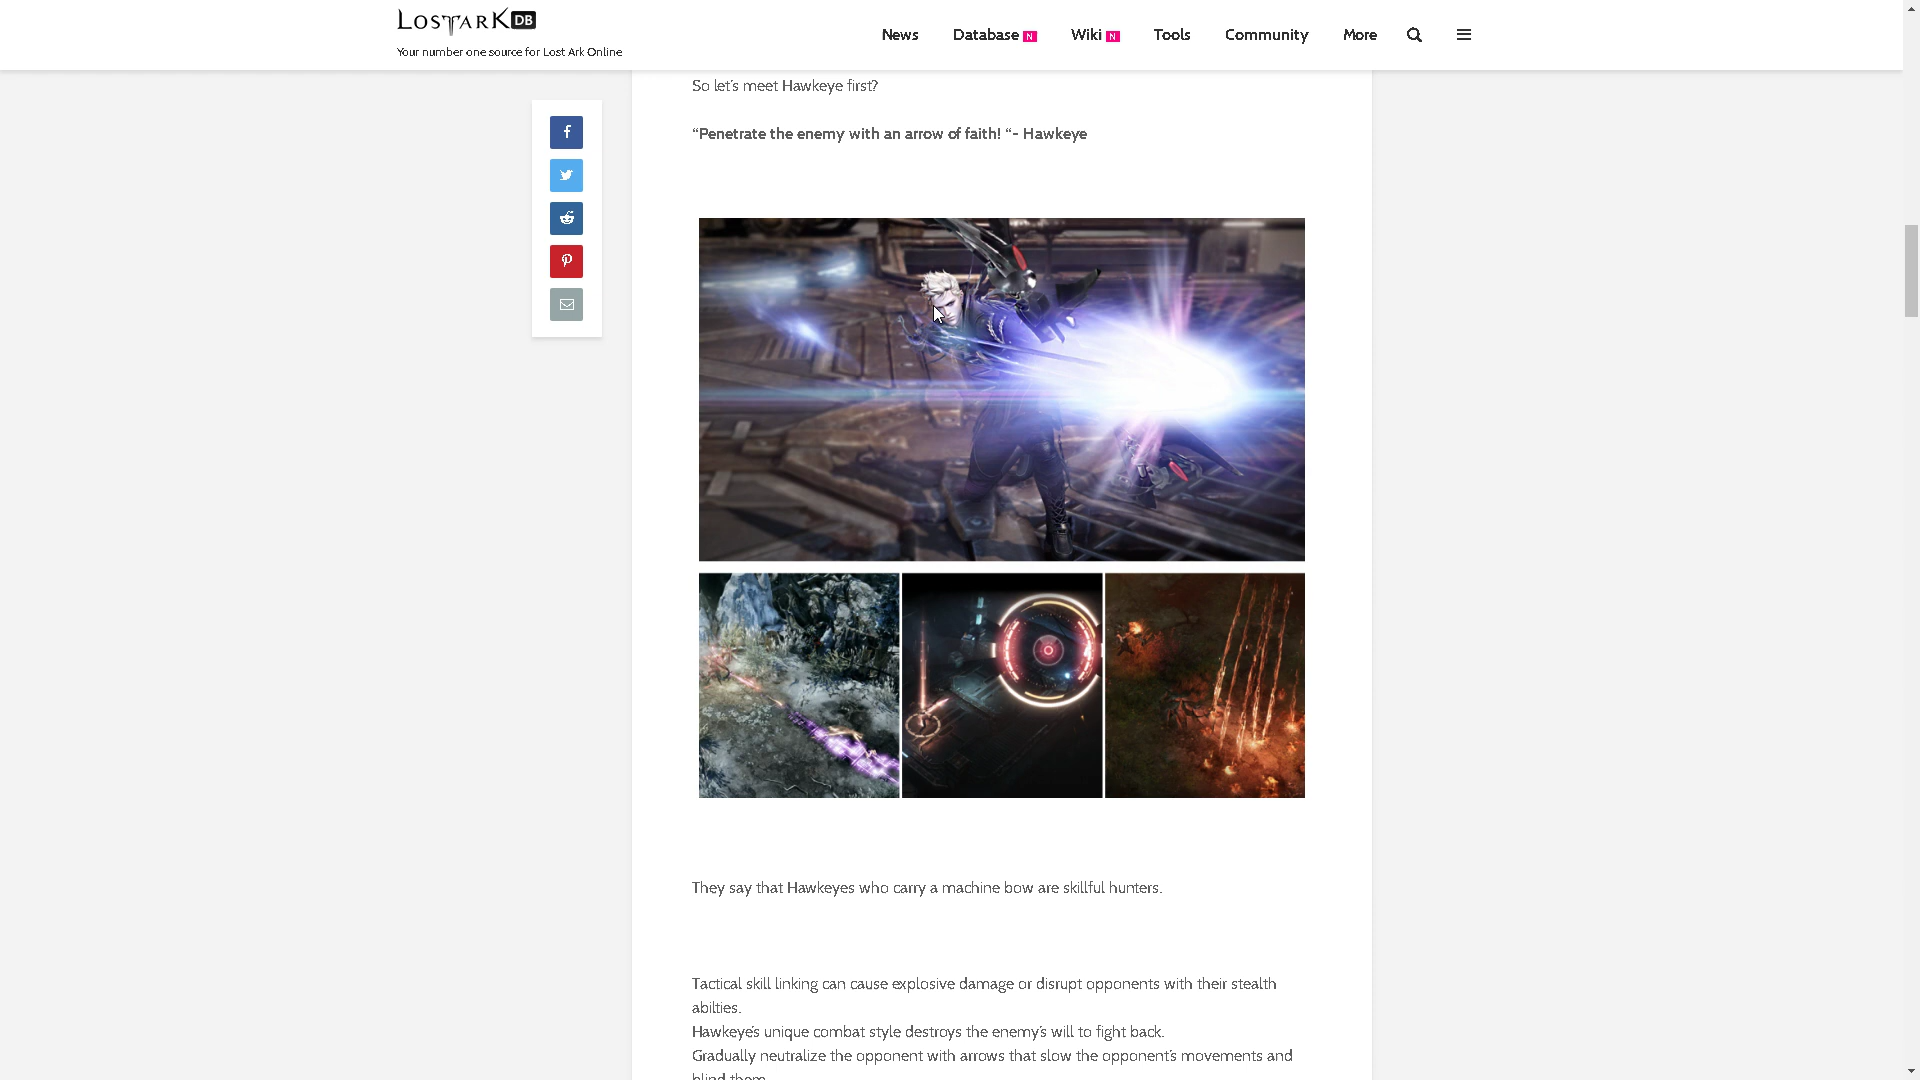 LOSTARK DB
Your number one source for Lost Ark Online
News Database N Wiki N Tools Community More
So let's meet Hawkeye first?
“Penetrate the enemy with an arrow of faith! “- Hawkeye
They say that Hawkeyes who carry a machine bow are skillful hunters.
Tactical skill linking can cause explosive damage or disrupt opponents with their stealth
abilties.
Hawkeye's unique combat style destroys the enemy's will to fight back.
Gradually neutralize the opponent with arrows that slow the opponent's movements and
blind them